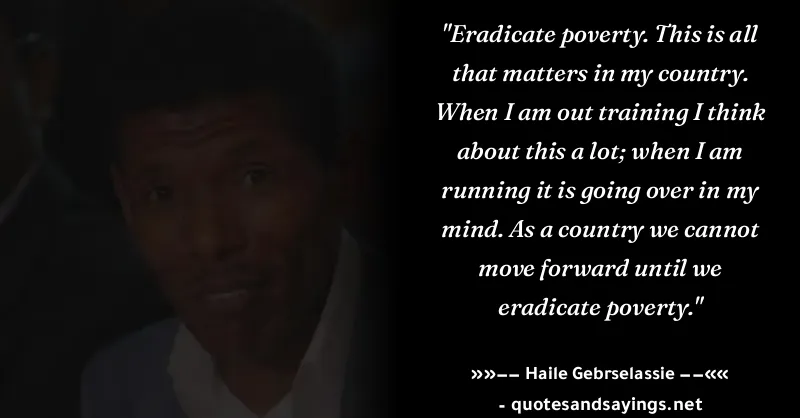 "Eradicate poverty. This is all
that matters in my country.
When I am out training I think
about this a lot; when I am
running it is going over in my
mind. As a country we cannot
move forward until we
eradicate poverty."
»»–– Haile Gebrselassie ––««
- quotesandsayings.net